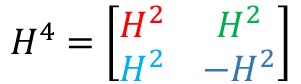 H⁴ = [H² H²
H² −H²]